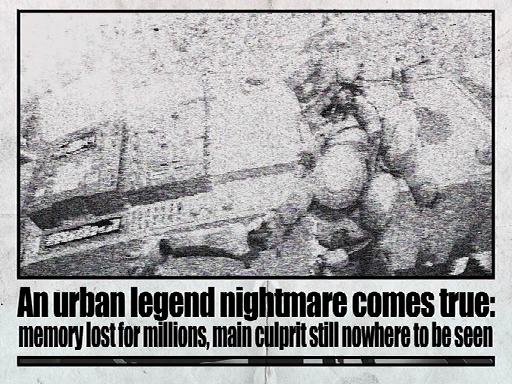 An urban legend nightmare comes true:
memory lost for millions, main culprit still nowhere to be seen